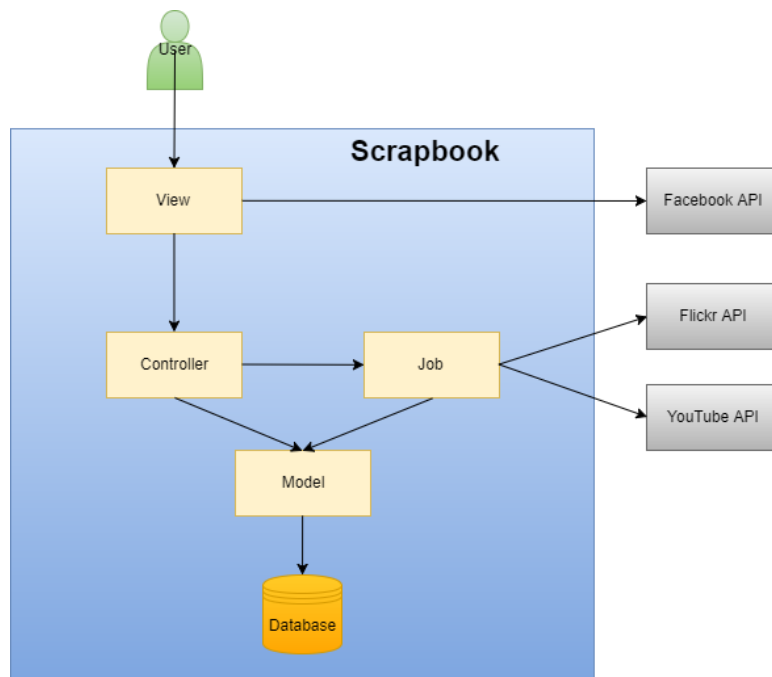 User
Scrapbook
View
Facebook API
Flickr API
Controller
Job
YouTube API
Model
Database